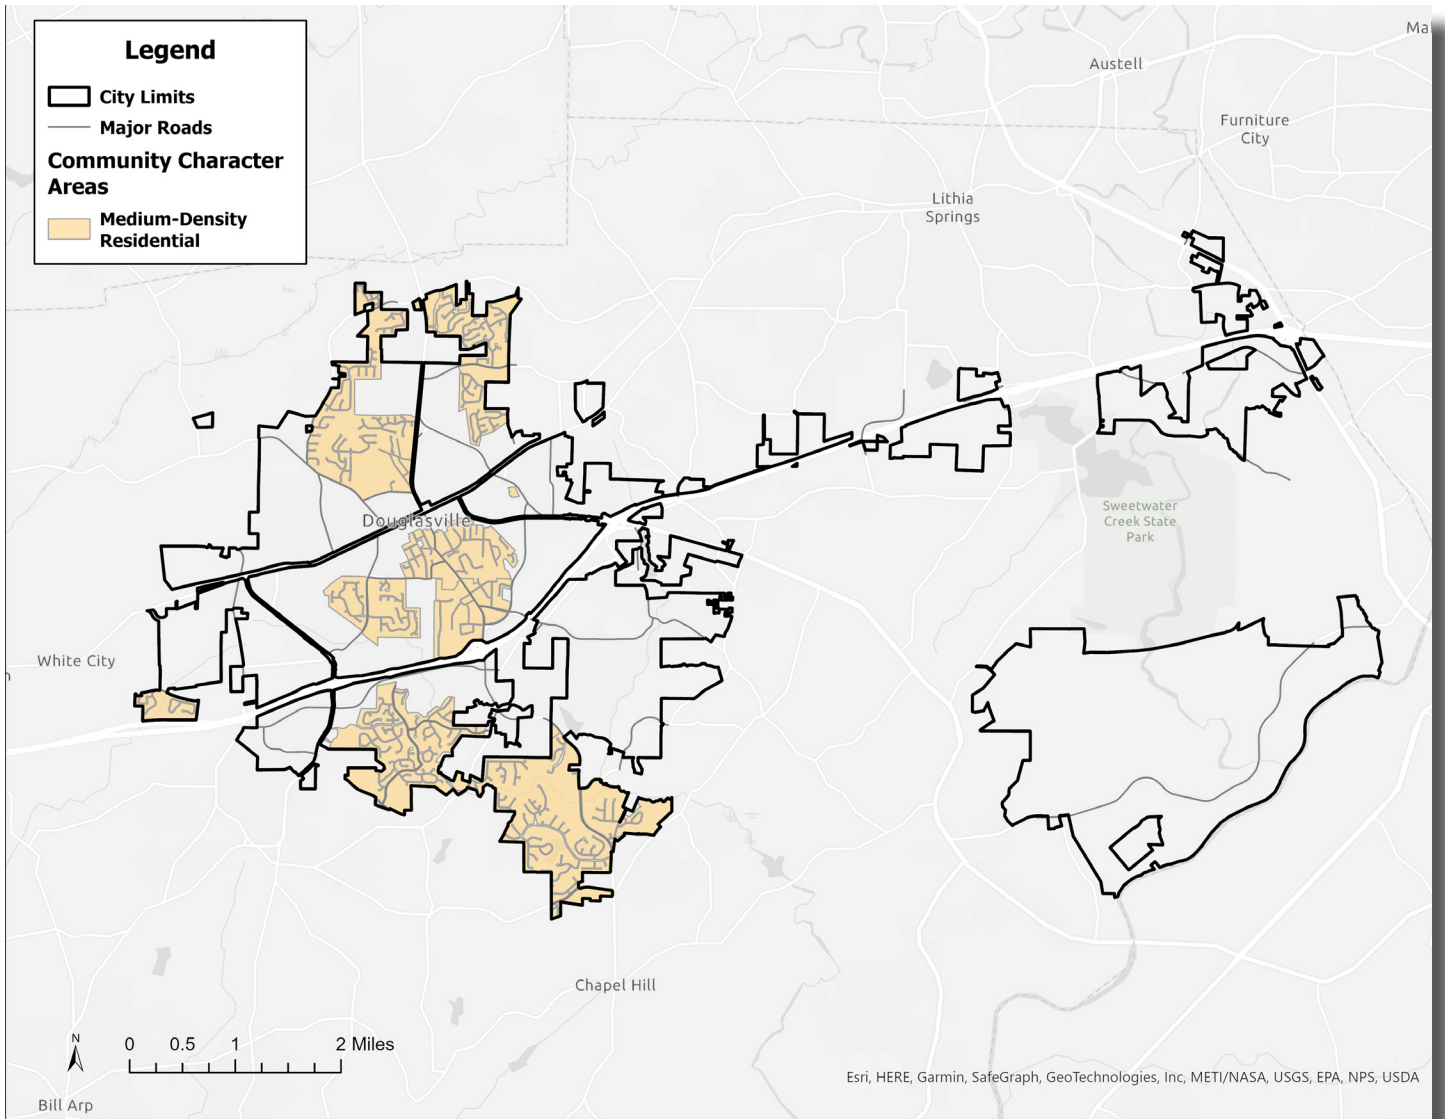 Legend
City Limits
Major Roads
Community Character
Areas
Medium-Density
Residential
Austell
Furniture
City
Lithia
Springs
Douglasville
Sweetwater
Creek State
Park
White City
Chapel Hill
N
0 0.5 1 2 Miles
Esri, HERE, Garmin, SafeGraph, GeoTechnologies, Inc, METI/NASA, USGS, EPA, NPS, USDA
Bill Arp